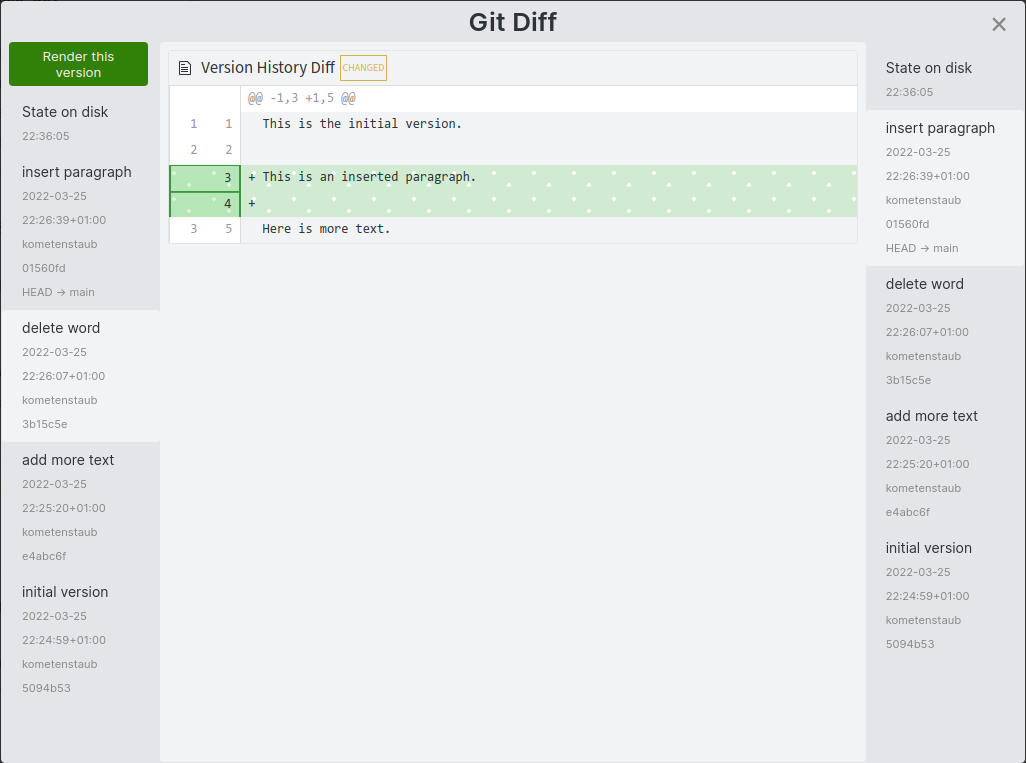 Git Diff
Render this
version
State on disk
22:36:05
insert paragraph
2022-03-25
22:26:39+01:00
kometenstaub
01560fd
HEAD → main
delete word
2022-03-25
22:26:07+01:00
kometenstaub
3b15c5e
add more text
2022-03-25
22:25:20+01:00
kometenstaub
e4abc6f
initial version
2022-03-25
22:24:59+01:00
kometenstaub
5094b53
Version History Diff CHANGED
@@ -1,3 +1,5 @@
1 1 This is the initial version.
2 2
3 + This is an inserted paragraph.
4 +
3 5 Here is more text.
State on disk
22:36:05
insert paragraph
2022-03-25
22:26:39+01:00
kometenstaub
01560fd
HEAD → main
delete word
2022-03-25
22:26:07+01:00
kometenstaub
3b15c5e
add more text
2022-03-25
22:25:20+01:00
kometenstaub
e4abc6f
initial version
2022-03-25
22:24:59+01:00
kometenstaub
5094b53